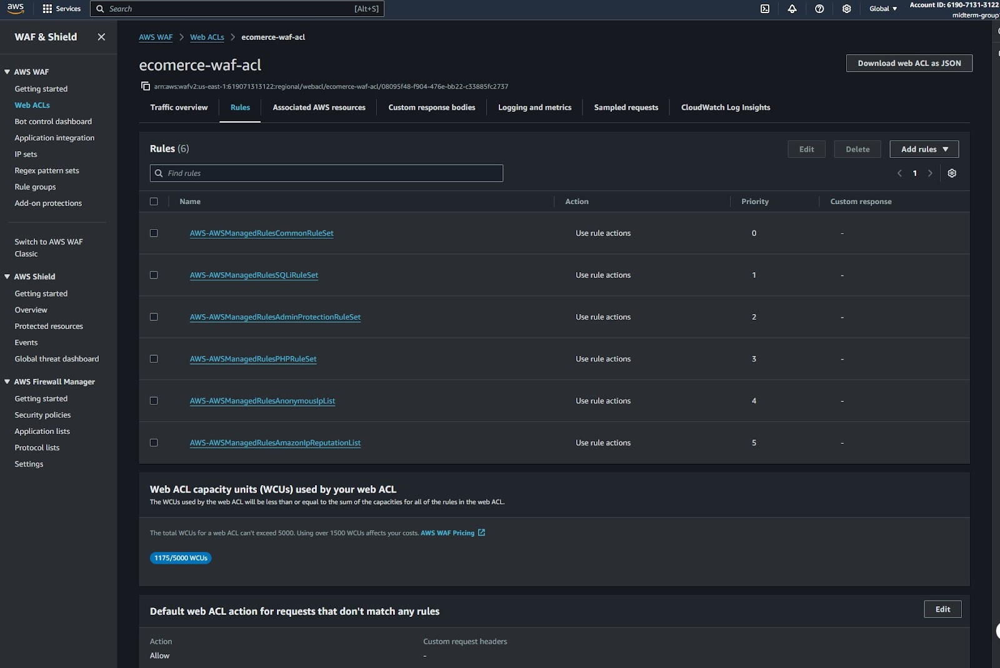 aws
Services
Search
[Alt+S]
Global
Account ID: 6190-7131-3122
midterm-group
WAF & Shield
AWS WAF
Getting started
Web ACLs
Bot control dashboard
Application integration
IP sets
Regex pattern sets
Rule groups
Add-on protections
Switch to AWS WAF
Classic
AWS Shield
Getting started
Overview
Protected resources
Events
Global threat dashboard
AWS Firewall Manager
Getting started
Security policies
Application lists
Protocol lists
Settings
AWS WAF > Web ACLs > ecomerce-waf-acl
ecomerce-waf-acl
Download web ACL as JSON
arn:aws:wafv2:us-east-1:619071313122:regional/webacl/ecomerce-waf-acl/08095f48-f904-476e-bb22-c33885fc2737
Traffic overview
Rules
Associated AWS resources
Custom response bodies
Logging and metrics
Sampled requests
CloudWatch Log Insights
Rules (6)
Edit
Delete
Add rules
Find rules
1
Name Action Priority Custom response
AWS-AWSManagedRulesCommonRuleSet Use rule actions 0 -
AWS-AWSManagedRulesSQLiRuleSet Use rule actions 1 -
AWS-AWSManagedRulesAdminProtectionRuleSet Use rule actions 2 -
AWS-AWSManagedRulesPHPRuleSet Use rule actions 3 -
AWS-AWSManagedRulesAnonymousIpList Use rule actions 4 -
AWS-AWSManagedRulesAmazonIpReputationList Use rule actions 5 -
Web ACL capacity units (WCUs) used by your web ACL
The WCUs used by the web ACL will be less than or equal to the sum of the capacities for all of the rules in the web ACL.
The total WCUs for a web ACL can't exceed 5000. Using over 1500 WCUs affects your costs. AWS WAF Pricing
1175/5000 WCUs
Default web ACL action for requests that don't match any rules
Edit
Action Custom request headers
Allow -